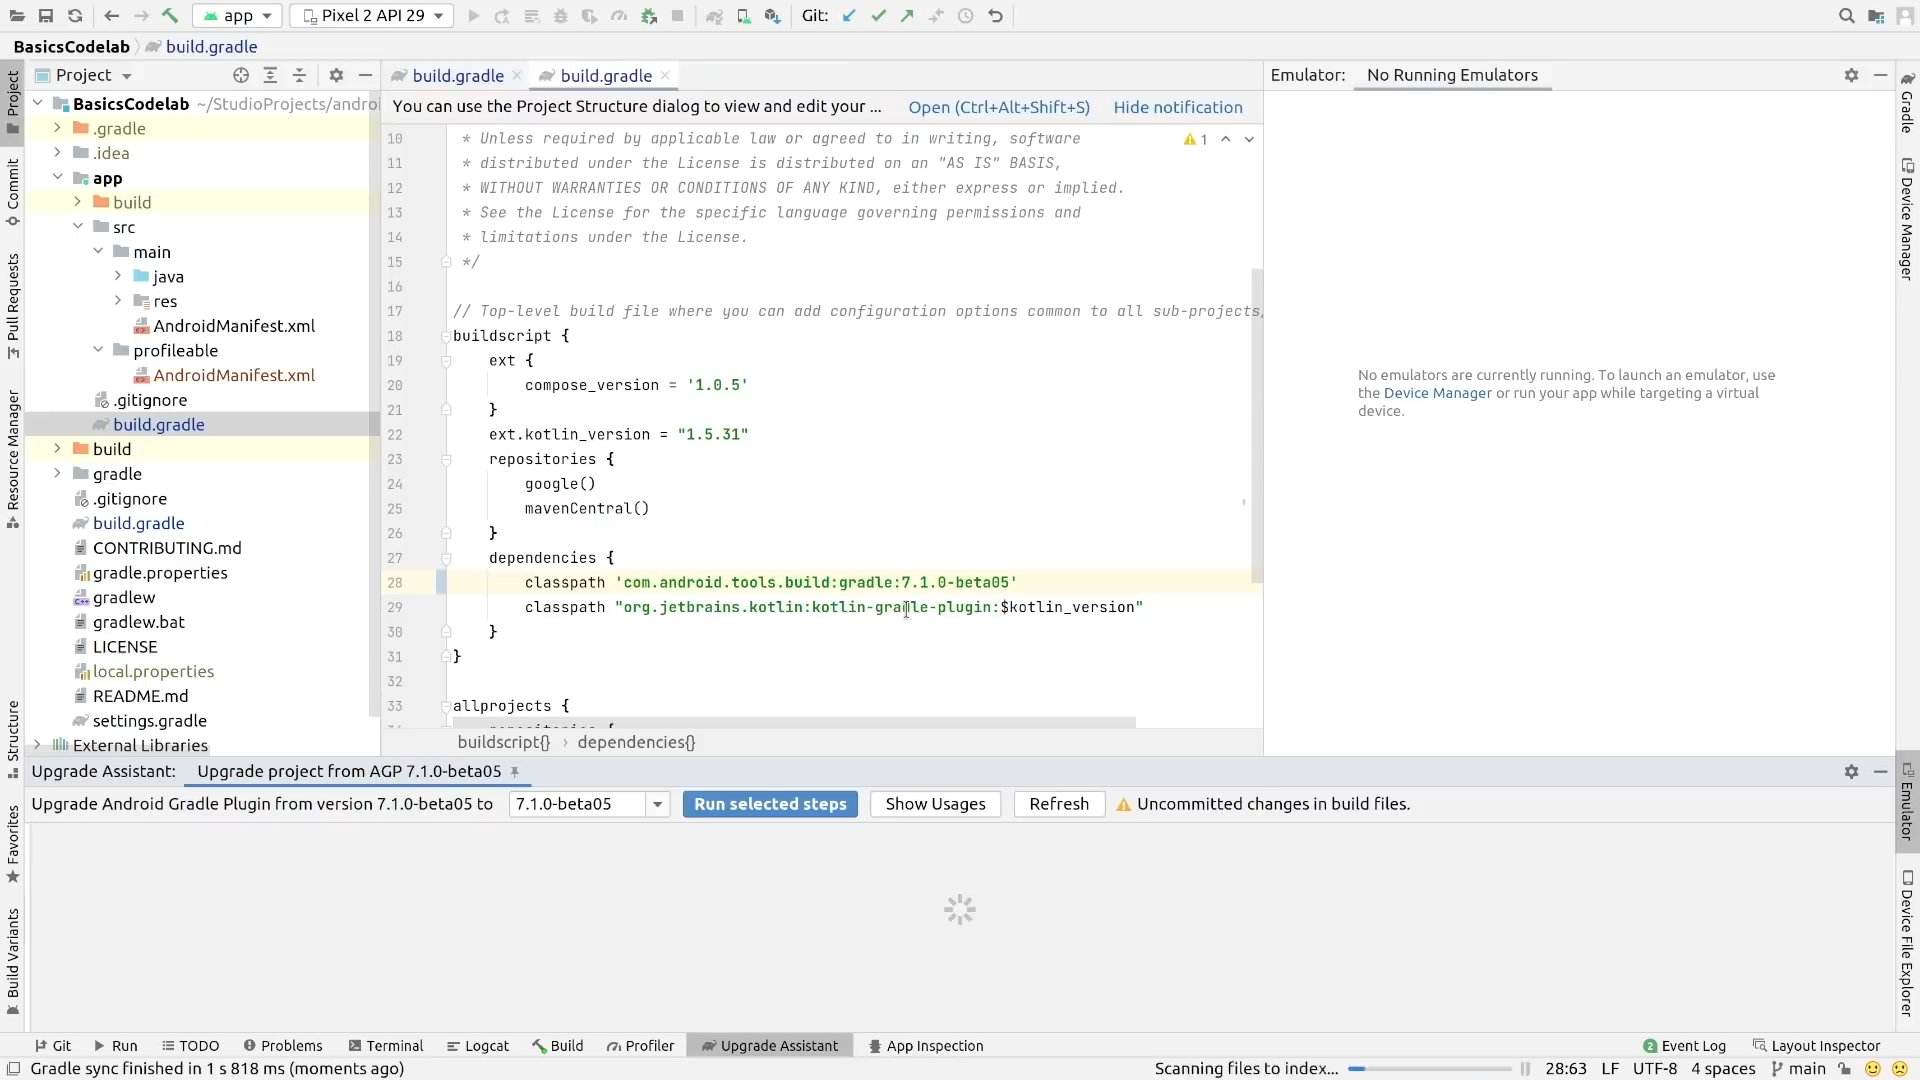 app
Pixel 2 API 29
Git:
BasicsCodelab
build.gradle
Project
Commit
Pull Requests
Resource Manager
Structure
Favorites
Build Variants
Project
BasicsCodelab ~/StudioProjects/androi
.gradle
.idea
app
build
src
main
java
res
AndroidManifest.xml
profileable
AndroidManifest.xml
.gitignore
build.gradle
build
gradle
.gitignore
build.gradle
CONTRIBUTING.md
gradle.properties
gradlew
gradlew.bat
LICENSE
local.properties
README.md
settings.gradle
External Libraries
build.gradle
build.gradle
You can use the Project Structure dialog to view and edit your ... Open (Ctrl+Alt+Shift+S) Hide notification
1
10 * Unless required by applicable law or agreed to in writing, software
11 * distributed under the License is distributed on an "AS IS" BASIS,
12 * WITHOUT WARRANTIES OR CONDITIONS OF ANY KIND, either express or implied.
13 * See the License for the specific language governing permissions and
14 * limitations under the License.
15 */
16
17 // Top-level build file where you can add configuration options common to all sub-projects,
18 buildscript {
19 ext {
20 compose_version = '1.0.5'
21 }
22 ext.kotlin_version = "1.5.31"
23 repositories {
24 google()
25 mavenCentral()
26 }
27 dependencies {
28 classpath 'com.android.tools.build:gradle:7.1.0-beta05'
29 classpath "org.jetbrains.kotlin:kotlin-gradle-plugin:$kotlin_version"
30 }
31 }
32
33 allprojects {
buildscript{} › dependencies{}
Emulator: No Running Emulators
No emulators are currently running. To launch an emulator, use
the Device Manager or run your app while targeting a virtual
device.
Gradle
Device Manager
Emulator
Device File Explorer
Upgrade Assistant: Upgrade project from AGP 7.1.0-beta05
Upgrade Android Gradle Plugin from version 7.1.0-beta05 to 7.1.0-beta05 Run selected steps Show Usages Refresh Uncommitted changes in build files.
Git Run TODO Problems Terminal Logcat Build Profiler Upgrade Assistant App Inspection 2 Event Log Layout Inspector
Gradle sync finished in 1 s 818 ms (moments ago) Scanning files to index... 28:63 LF UTF-8 4 spaces main